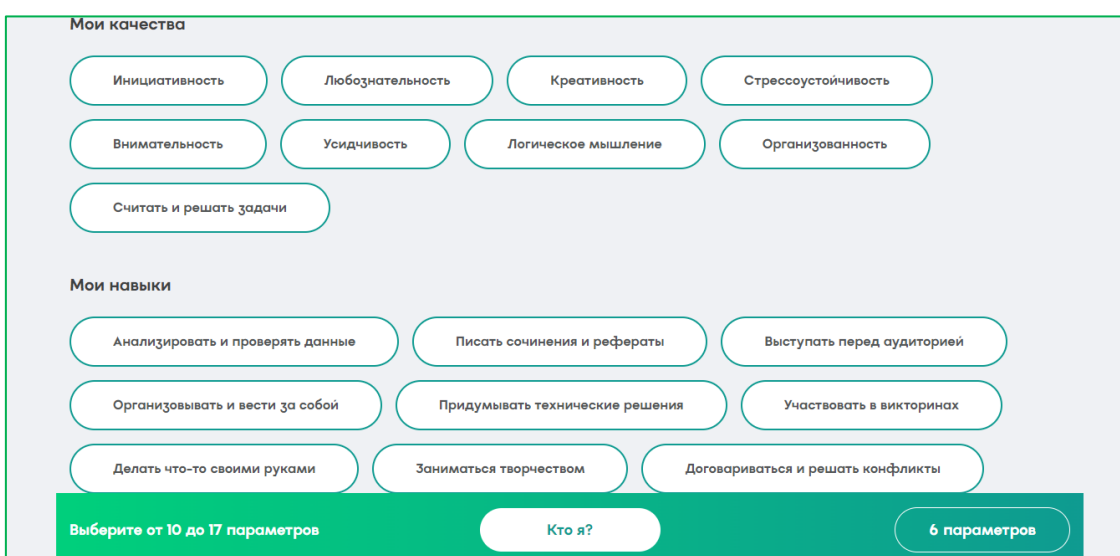 Мои качества
Инициативность Любознательность Креативность Стрессоустойчивость
Внимательность Усидчивость Логическое мышление Организованность
Считать и решать задачи
Мои навыки
Анализировать и проверять данные Писать сочинения и рефераты Выступать перед аудиторией
Организовывать и вести за собой Придумывать технические решения Участвовать в викторинах
Делать что-то своими руками Заниматься творчеством Договариваться и решать конфликты
Выберите от 10 до 17 параметров Кто я? 6 параметров